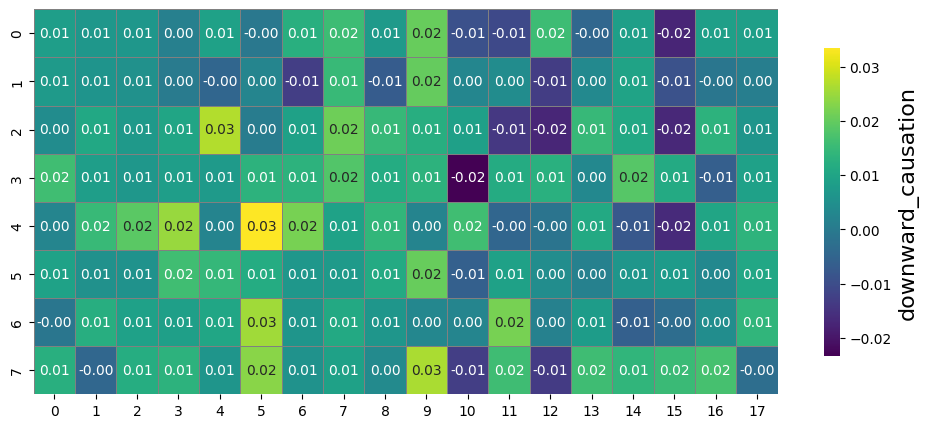 0 0.01 0.01 0.01 0.00 0.01 -0.00 0.01 0.02 0.01 0.02 -0.01 -0.01 0.02 -0.00 0.01 -0.02 0.01 0.01
1 0.01 0.01 0.01 0.00 -0.00 0.00 -0.01 0.01 -0.01 0.02 0.00 0.00 -0.01 0.00 0.01 -0.01 -0.00 0.00
2 0.00 0.01 0.01 0.01 0.03 0.00 0.01 0.02 0.01 0.01 0.01 -0.01 -0.02 0.01 0.01 -0.02 0.01 0.01
3 0.02 0.01 0.01 0.01 0.01 0.01 0.01 0.02 0.01 0.01 -0.02 0.01 0.01 0.00 0.02 0.01 -0.01 0.01
4 0.00 0.02 0.02 0.02 0.00 0.03 0.02 0.01 0.01 0.00 0.02 -0.00 -0.00 0.01 -0.01 -0.02 0.01 0.01
5 0.01 0.01 0.01 0.02 0.01 0.01 0.01 0.01 0.01 0.02 -0.01 0.01 0.00 0.00 0.01 0.01 0.00 0.01
6 -0.00 0.01 0.01 0.01 0.01 0.03 0.01 0.01 0.01 0.00 0.00 0.02 0.00 0.01 -0.01 -0.00 0.00 0.01
7 0.01 -0.00 0.01 0.01 0.01 0.02 0.01 0.01 0.00 0.03 -0.01 0.02 -0.01 0.02 0.01 0.02 0.02 -0.00
0 1 2 3 4 5 6 7 8 9 10 11 12 13 14 15 16 17
0.03
0.02
0.01
0.00
−0.01
−0.02
downward_causation